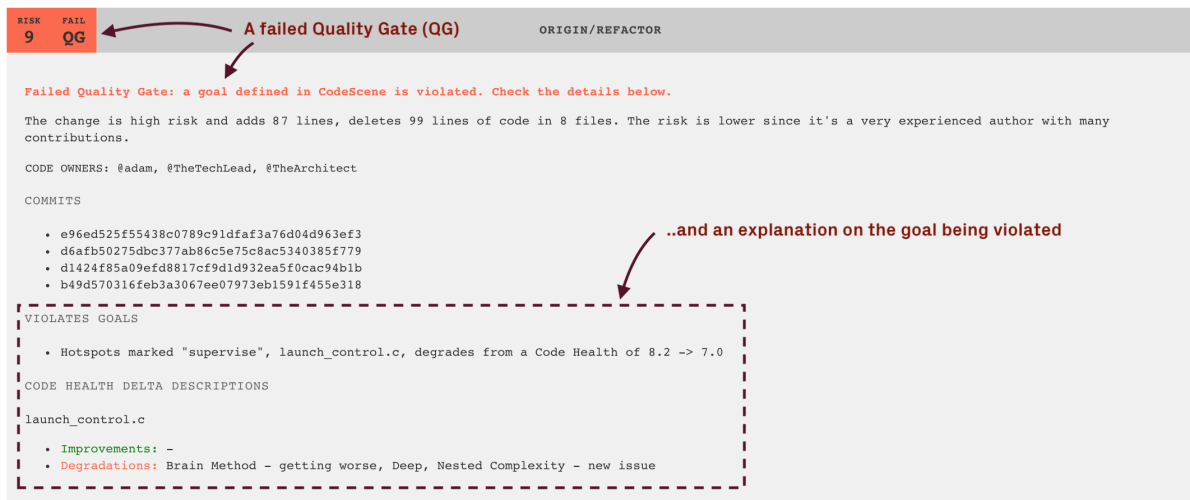 RISK FAIL
9 QG
A failed Quality Gate (QG)
ORIGIN/REFACTOR
Failed Quality Gate: a goal defined in CodeScene is violated. Check the details below.
The change is high risk and adds 87 lines, deletes 99 lines of code in 8 files. The risk is lower since it's a very experienced author with many
contributions.
CODE OWNERS: @adam, @TheTechLead, @TheArchitect
COMMITS
• e96ed525f55438c0789c91dfaf3a76d04d963ef3
• d6afb50275dbc377ab86c5e75c8ac5340385f779
• d1424f85a09efd8817cf9d1d932ea5f0cac94b1b
• b49d570316feb3a3067ee07973eb1591f455e318
..and an explanation on the goal being violated
VIOLATES GOALS
• Hotspots marked "supervise", launch_control.c, degrades from a Code Health of 8.2 -> 7.0
CODE HEALTH DELTA DESCRIPTIONS
launch_control.c
• Improvements: -
• Degradations: Brain Method - getting worse, Deep, Nested Complexity - new issue